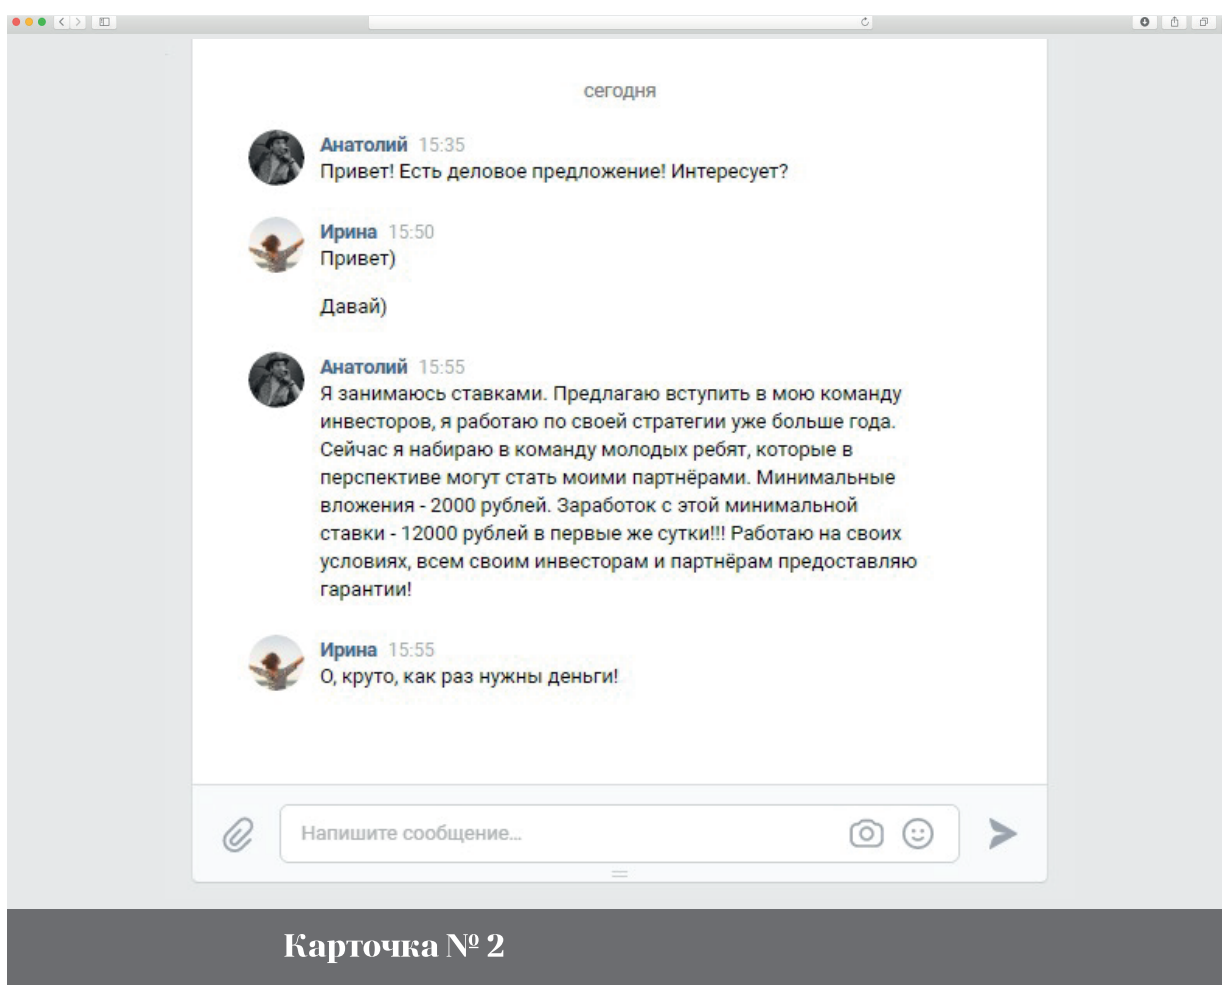 сегодня
Анатолий 15:35
Привет! Есть деловое предложение! Интересует?
Ирина 15:50
Привет)
Давай)
Анатолий 15:55
Я занимаюсь ставками. Предлагаю вступить в мою команду
инвесторов, я работаю по своей стратегии уже больше года.
Сейчас я набираю в команду молодых ребят, которые в
перспективе могут стать моими партнёрами. Минимальные
вложения - 2000 рублей. Заработок с этой минимальной
ставки - 12000 рублей в первые же сутки!!! Работаю на своих
условиях, всем своим инвесторам и партнёрам предоставляю
гарантии!
Ирина 15:55
О, круто, как раз нужны деньги!
Напишите сообщение...
Карточка № 2